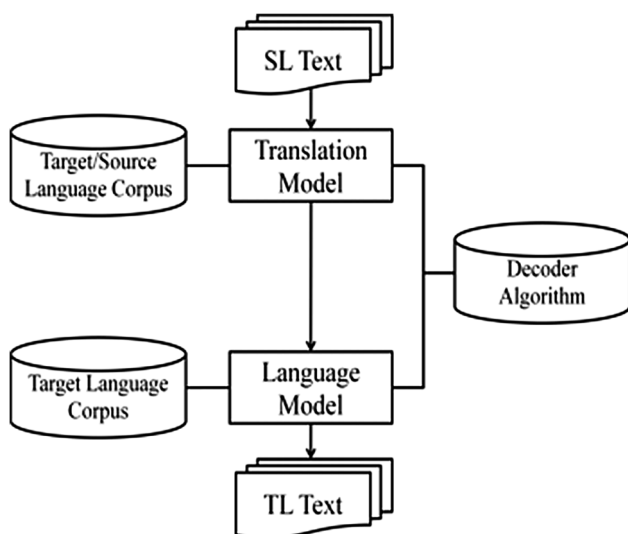 SL Text
Target/Source
Language Corpus
Translation
Model
Decoder
Algorithm
Target Language
Corpus
Language
Model
TL Text